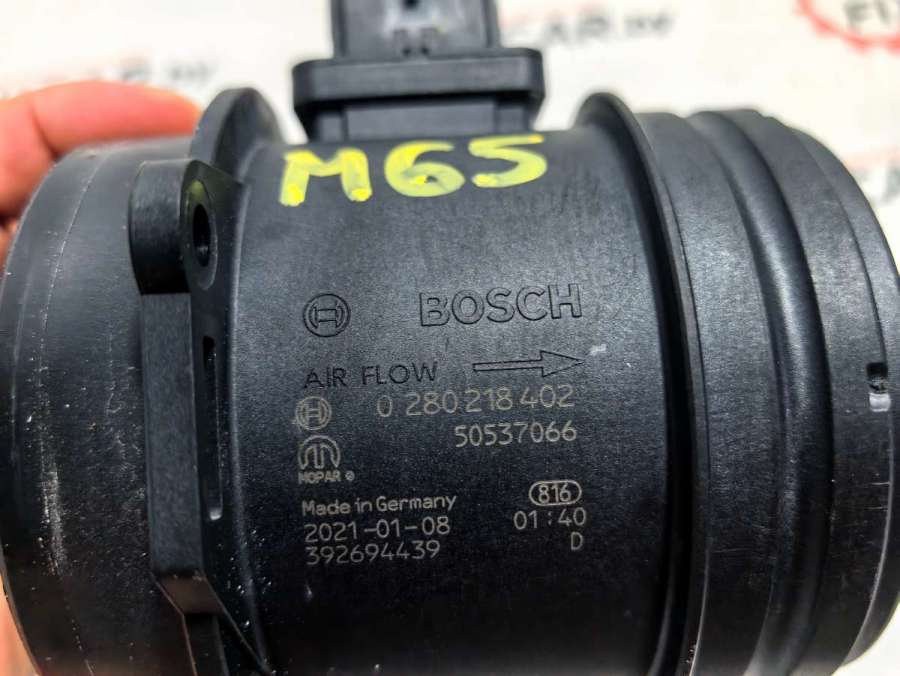 M65
BOSCH
AIR FLOW
0 280 218 402
50537066
MOPAR ®
Made in Germany
816
2021-01-08
01:40
392694439
D